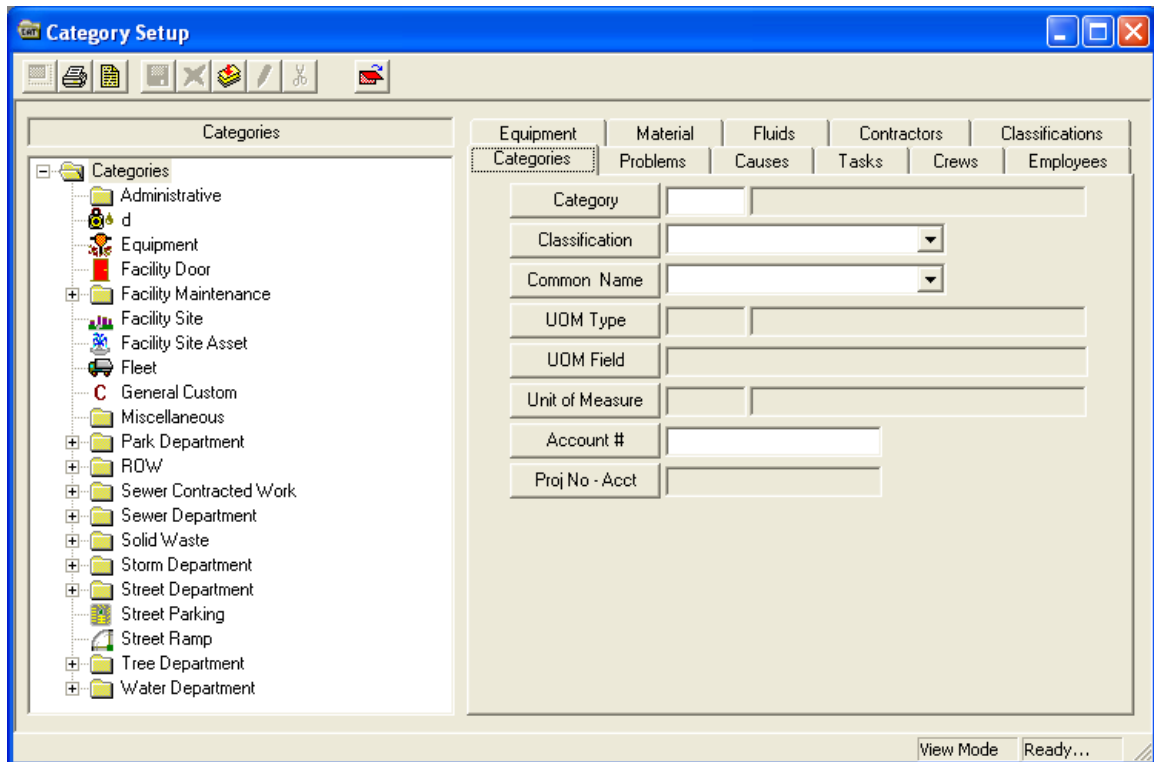 CAT Category Setup
Categories
Categories
Administrative
d
Equipment
Facility Door
Facility Maintenance
Facility Site
Facility Site Asset
Fleet
C General Custom
Miscellaneous
Park Department
ROW
Sewer Contracted Work
Sewer Department
Solid Waste
Storm Department
Street Department
Street Parking
Street Ramp
Tree Department
Water Department
Equipment Material Fluids Contractors Classifications
Categories Problems Causes Tasks Crews Employees
Category
Classification
Common Name
UOM Type
UOM Field
Unit of Measure
Account #
Proj No - Acct
View Mode Ready...